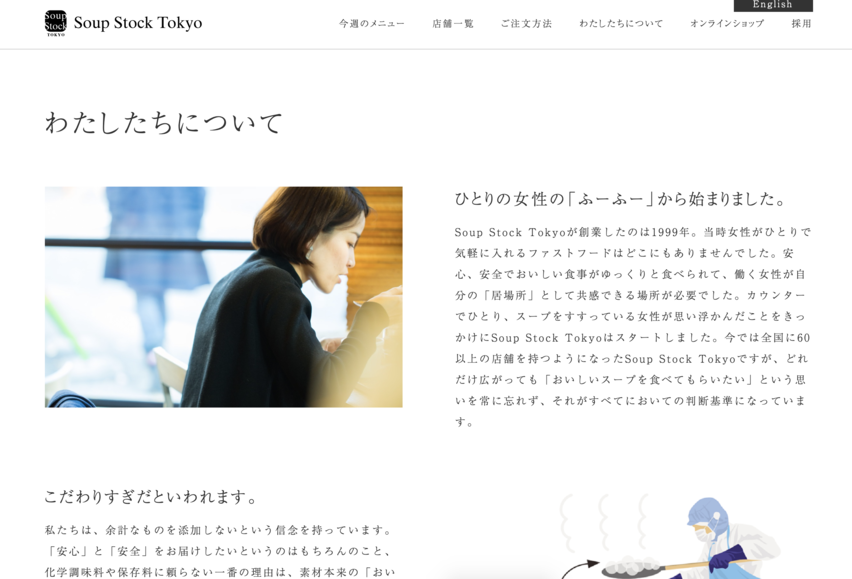 English
Soup
Stock
TOKYO
Soup Stock Tokyo
今週のメニュー
店舗一覧
ご注文方法
わたしたちについて
オンラインショップ
採用
わたしたちについて
ひとりの女性の「ふーふー」から始まりました。
Soup Stock Tokyoが創業したのは1999年。当時女性がひとりで
気軽に入れるファストフードはどこにもありませんでした。安
心、安全でおいしい食事がゆっくりと食べられて、働く女性が自
分の「居場所」として共感できる場所が必要でした。カウンター
でひとり、スープをすすっている女性が思い浮かんだことをきっ
かけにSoup Stock Tokyoはスタートしました。今では全国に60
以上の店舗を持つようになったSoup Stock Tokyoですが、どれ
だけ広がっても「おいしいスープを食べてもらいたい」という思
いを常に忘れず、それがすべてにおいての判断基準になっていま
す。
こだわりすぎだといわれます。
私たちは、余計なものを添加しないという信念を持っています。
「安心」と「安全」をお届けしたいというのはもちろんのこと、
化学調味料や保存料に頼らない一番の理由は、素材本来の「おい